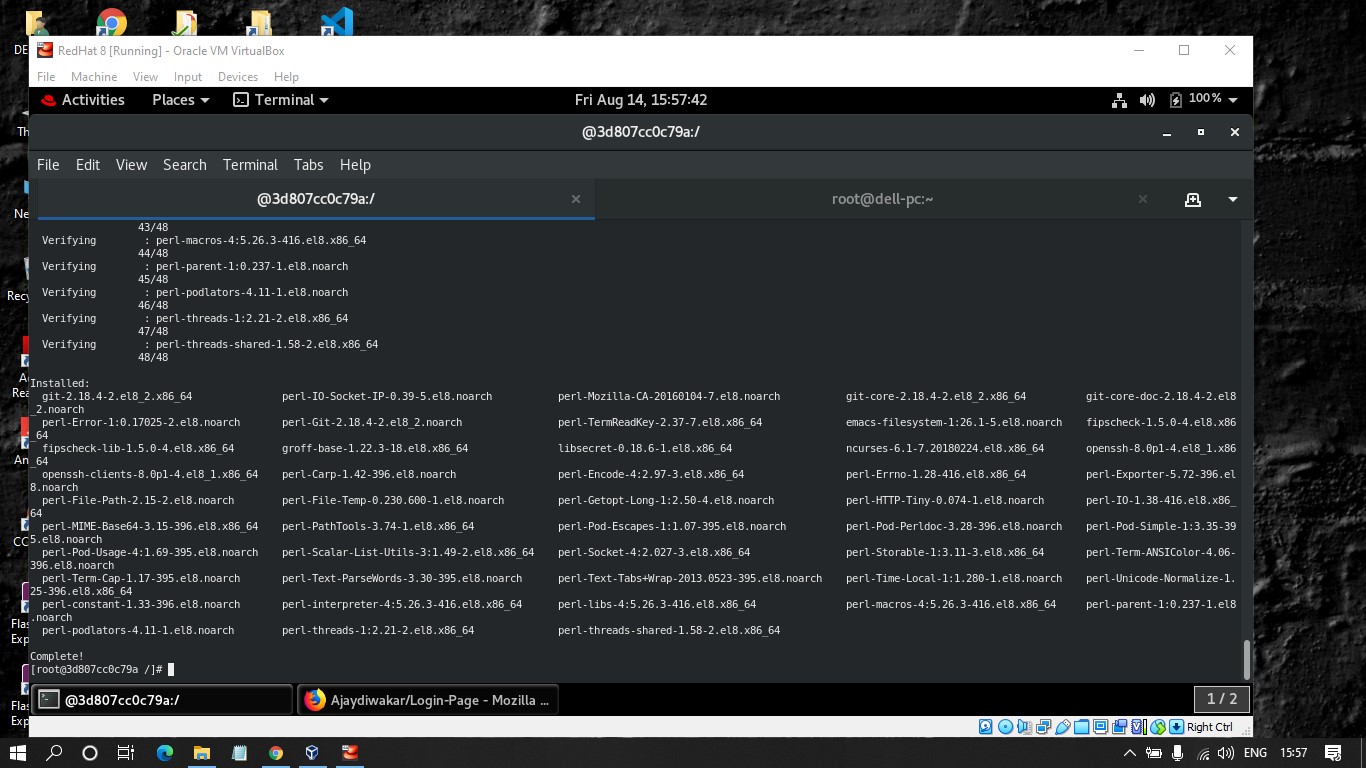 DE
RedHat 8 [Running] - Oracle VM VirtualBox
File Machine View Input Devices Help
Activities Places Terminal Fri Aug 14, 15:57:42 100%
@3d807cc0c79a:/
File Edit View Search Terminal Tabs Help
@3d807cc0c79a:/ root@dell-pc:~
43/48
Verifying : perl-macros-4:5.26.3-416.el8.x86_64
44/48
Verifying : perl-parent-1:0.237-1.el8.noarch
45/48
Verifying : perl-podlators-4.11-1.el8.noarch
46/48
Verifying : perl-threads-1:2.21-2.el8.x86_64
47/48
Verifying : perl-threads-shared-1.58-2.el8.x86_64
48/48
Installed:
git-2.18.4-2.el8_2.x86_64 perl-IO-Socket-IP-0.39-5.el8.noarch perl-Mozilla-CA-20160104-7.el8.noarch git-core-2.18.4-2.el8_2.x86_64 git-core-doc-2.18.4-2.el8
_2.noarch
perl-Error-1:0.17025-2.el8.noarch perl-Git-2.18.4-2.el8_2.noarch perl-TermReadKey-2.37-7.el8.x86_64 emacs-filesystem-1:26.1-5.el8.noarch fipscheck-1.5.0-4.el8.x86
_64
fipscheck-lib-1.5.0-4.el8.x86_64 groff-base-1.22.3-18.el8.x86_64 libsecret-0.18.6-1.el8.x86_64 ncurses-6.1-7.20180224.el8.x86_64 openssh-8.0p1-4.el8_1.x86
_64
openssh-clients-8.0p1-4.el8_1.x86_64 perl-Carp-1.42-396.el8.noarch perl-Encode-4:2.97-3.el8.x86_64 perl-Errno-1.28-416.el8.x86_64 perl-Exporter-5.72-396.el
8.noarch
perl-File-Path-2.15-2.el8.noarch perl-File-Temp-0.230.600-1.el8.noarch perl-Getopt-Long-1:2.50-4.el8.noarch perl-HTTP-Tiny-0.074-1.el8.noarch perl-IO-1.38-416.el8.x86_
64
perl-MIME-Base64-3.15-396.el8.x86_64 perl-PathTools-3.74-1.el8.x86_64 perl-Pod-Escapes-1:1.07-395.el8.noarch perl-Pod-Perldoc-3.28-396.el8.noarch perl-Pod-Simple-1:3.35-39
5.el8.noarch
perl-Pod-Usage-4:1.69-395.el8.noarch perl-Scalar-List-Utils-3:1.49-2.el8.x86_64 perl-Socket-4:2.027-3.el8.x86_64 perl-Storable-1:3.11-3.el8.x86_64 perl-Term-ANSIColor-4.06-
396.el8.noarch
perl-Term-Cap-1.17-395.el8.noarch perl-Text-ParseWords-3.30-395.el8.noarch perl-Text-Tabs+Wrap-2013.0523-395.el8.noarch perl-Time-Local-1:1.280-1.el8.noarch perl-Unicode-Normalize-1.
25-396.el8.x86_64
perl-constant-1.33-396.el8.noarch perl-interpreter-4:5.26.3-416.el8.x86_64 perl-libs-4:5.26.3-416.el8.x86_64 perl-macros-4:5.26.3-416.el8.x86_64 perl-parent-1:0.237-1.el8
.noarch
perl-podlators-4.11-1.el8.noarch perl-threads-1:2.21-2.el8.x86_64 perl-threads-shared-1.58-2.el8.x86_64
Complete!
[root@3d807cc0c79a /]#
@3d807cc0c79a:/ Ajaydiwakar/Login-Page - Mozilla ... 1 / 2
Right Ctrl
Th
Ne
Recy
A
Rea
An
CC
Flas
Exp
Flas
Exp
ENG 15:57